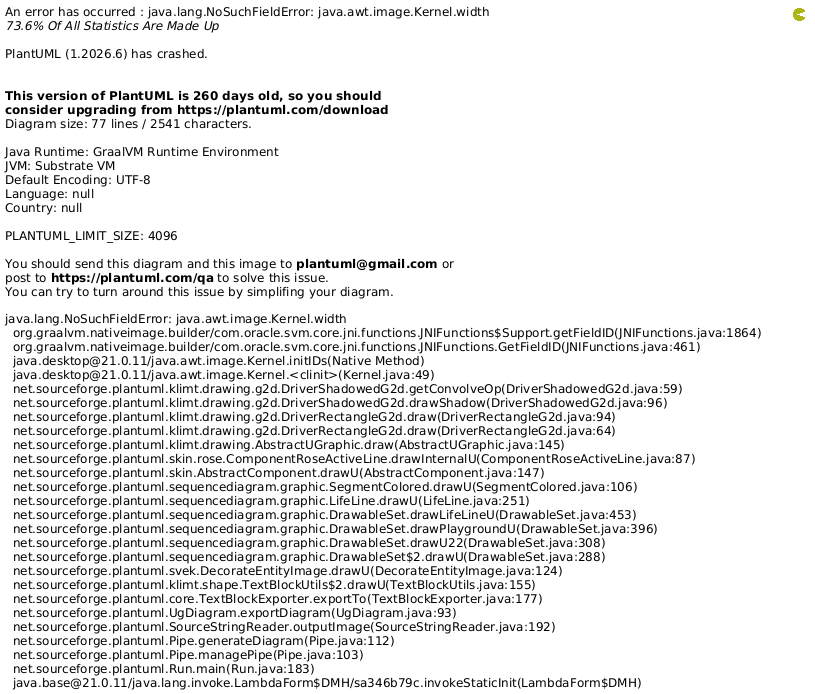 An error has occurred : java.lang.NoSuchFieldError: java.awt.image.Kernel.width
73.6% Of All Statistics Are Made Up
PlantUML (1.2026.6) has crashed.
This version of PlantUML is 260 days old, so you should
consider upgrading from https://plantuml.com/download
Diagram size: 77 lines / 2541 characters.
Java Runtime: GraalVM Runtime Environment
JVM: Substrate VM
Default Encoding: UTF-8
Language: null
Country: null
PLANTUML_LIMIT_SIZE: 4096
You should send this diagram and this image to plantuml@gmail.com or
post to https://plantuml.com/qa to solve this issue.
You can try to turn around this issue by simplifing your diagram.
java.lang.NoSuchFieldError: java.awt.image.Kernel.width
org.graalvm.nativeimage.builder/com.oracle.svm.core.jni.functions.JNIFunctions$Support.getFieldID(JNIFunctions.java:1864)
org.graalvm.nativeimage.builder/com.oracle.svm.core.jni.functions.JNIFunctions.GetFieldID(JNIFunctions.java:461)
java.desktop@21.0.11/java.awt.image.Kernel.initIDs(Native Method)
java.desktop@21.0.11/java.awt.image.Kernel.<clinit>(Kernel.java:49)
net.sourceforge.plantuml.klimt.drawing.g2d.DriverShadowedG2d.getConvolveOp(DriverShadowedG2d.java:59)
net.sourceforge.plantuml.klimt.drawing.g2d.DriverShadowedG2d.drawShadow(DriverShadowedG2d.java:96)
net.sourceforge.plantuml.klimt.drawing.g2d.DriverRectangleG2d.draw(DriverRectangleG2d.java:94)
net.sourceforge.plantuml.klimt.drawing.g2d.DriverRectangleG2d.draw(DriverRectangleG2d.java:64)
net.sourceforge.plantuml.klimt.drawing.AbstractUGraphic.draw(AbstractUGraphic.java:145)
net.sourceforge.plantuml.skin.rose.ComponentRoseActiveLine.drawInternalU(ComponentRoseActiveLine.java:87)
net.sourceforge.plantuml.skin.AbstractComponent.drawU(AbstractComponent.java:147)
net.sourceforge.plantuml.sequencediagram.graphic.SegmentColored.drawU(SegmentColored.java:106)
net.sourceforge.plantuml.sequencediagram.graphic.LifeLine.drawU(LifeLine.java:251)
net.sourceforge.plantuml.sequencediagram.graphic.DrawableSet.drawLifeLineU(DrawableSet.java:453)
net.sourceforge.plantuml.sequencediagram.graphic.DrawableSet.drawPlaygroundU(DrawableSet.java:396)
net.sourceforge.plantuml.sequencediagram.graphic.DrawableSet.drawU22(DrawableSet.java:308)
net.sourceforge.plantuml.sequencediagram.graphic.DrawableSet$2.drawU(DrawableSet.java:288)
net.sourceforge.plantuml.svek.DecorateEntityImage.drawU(DecorateEntityImage.java:124)
net.sourceforge.plantuml.klimt.shape.TextBlockUtils$2.drawU(TextBlockUtils.java:155)
net.sourceforge.plantuml.core.TextBlockExporter.exportTo(TextBlockExporter.java:177)
net.sourceforge.plantuml.UgDiagram.exportDiagram(UgDiagram.java:93)
net.sourceforge.plantuml.SourceStringReader.outputImage(SourceStringReader.java:192)
net.sourceforge.plantuml.Pipe.generateDiagram(Pipe.java:112)
net.sourceforge.plantuml.Pipe.managePipe(Pipe.java:103)
net.sourceforge.plantuml.Run.main(Run.java:183)
java.base@21.0.11/java.lang.invoke.LambdaForm$DMH/sa346b79c.invokeStaticInit(LambdaForm$DMH)